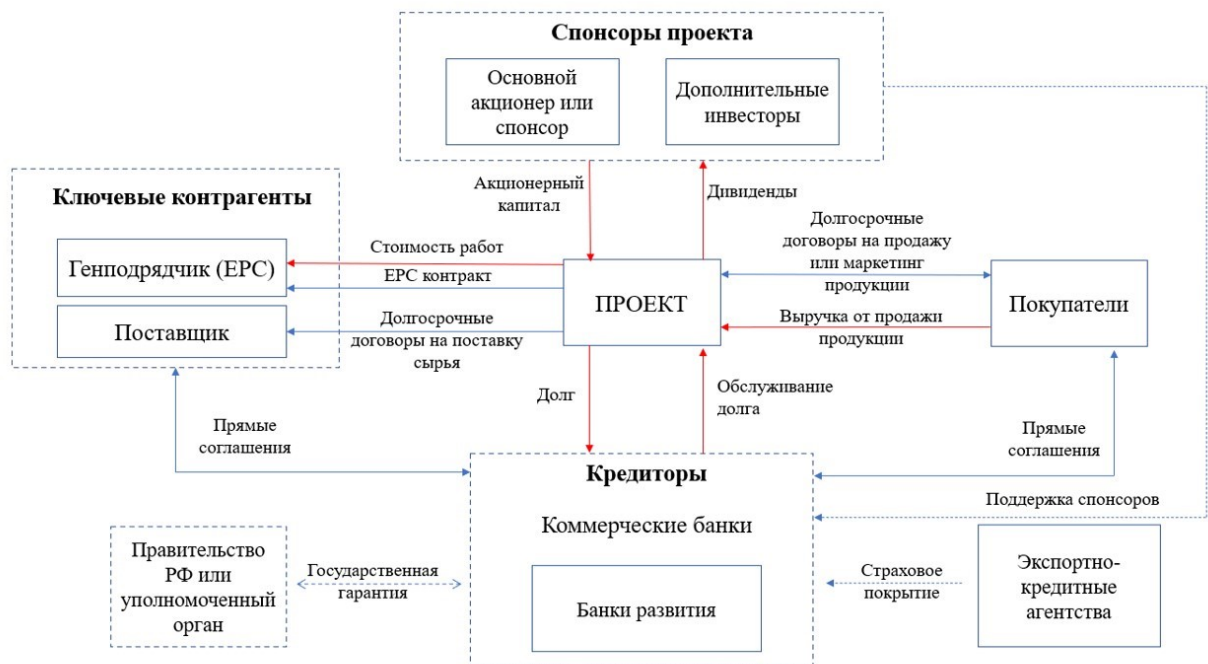 Спонсоры проекта
Основной
акционер или
спонсор
Дополнительные
инвесторы
Акционерный
капитал
Дивиденды
Ключевые контрагенты
Генподрядчик (EPC)
Поставщик
Стоимость работ
EPC контракт
Долгосрочные
договоры на поставку
сырья
ПРОЕКТ
Долгосрочные
договоры на продажу
или маркетинг
продукции
Выручка от продажи
продукции
Покупатели
Долг
Обслуживание
долга
Прямые
соглашения
Прямые
соглашения
Кредиторы
Коммерческие банки
Банки развития
Поддержка спонсоров
Правительство
РФ или
уполномоченный
орган
Государственная
гарантия
Страховое
покрытие
Экспортно-
кредитные
агентства